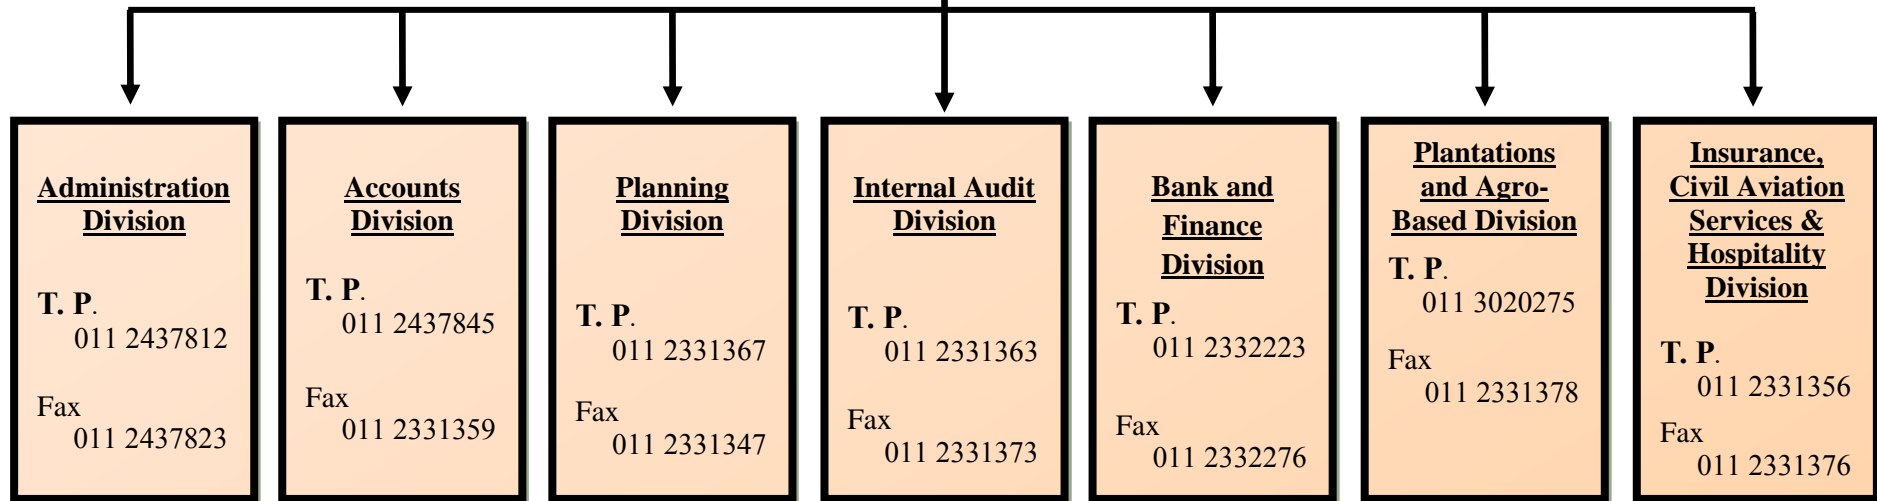 Administration
Division
T. P.
011 2437812
Fax
011 2437823
Accounts
Division
T. P.
011 2437845
Fax
011 2331359
Planning
Division
T. P.
011 2331367
Fax
011 2331347
Internal Audit
Division
T. P.
011 2331363
Fax
011 2331373
Bank and
Finance
Division
T. P.
011 2332223
Fax
011 2332276
Plantations
and Agro-
Based Division
T. P.
011 3020275
Fax
011 2331378
Insurance,
Civil Aviation
Services &
Hospitality
Division
T. P.
011 2331356
Fax
011 2331376